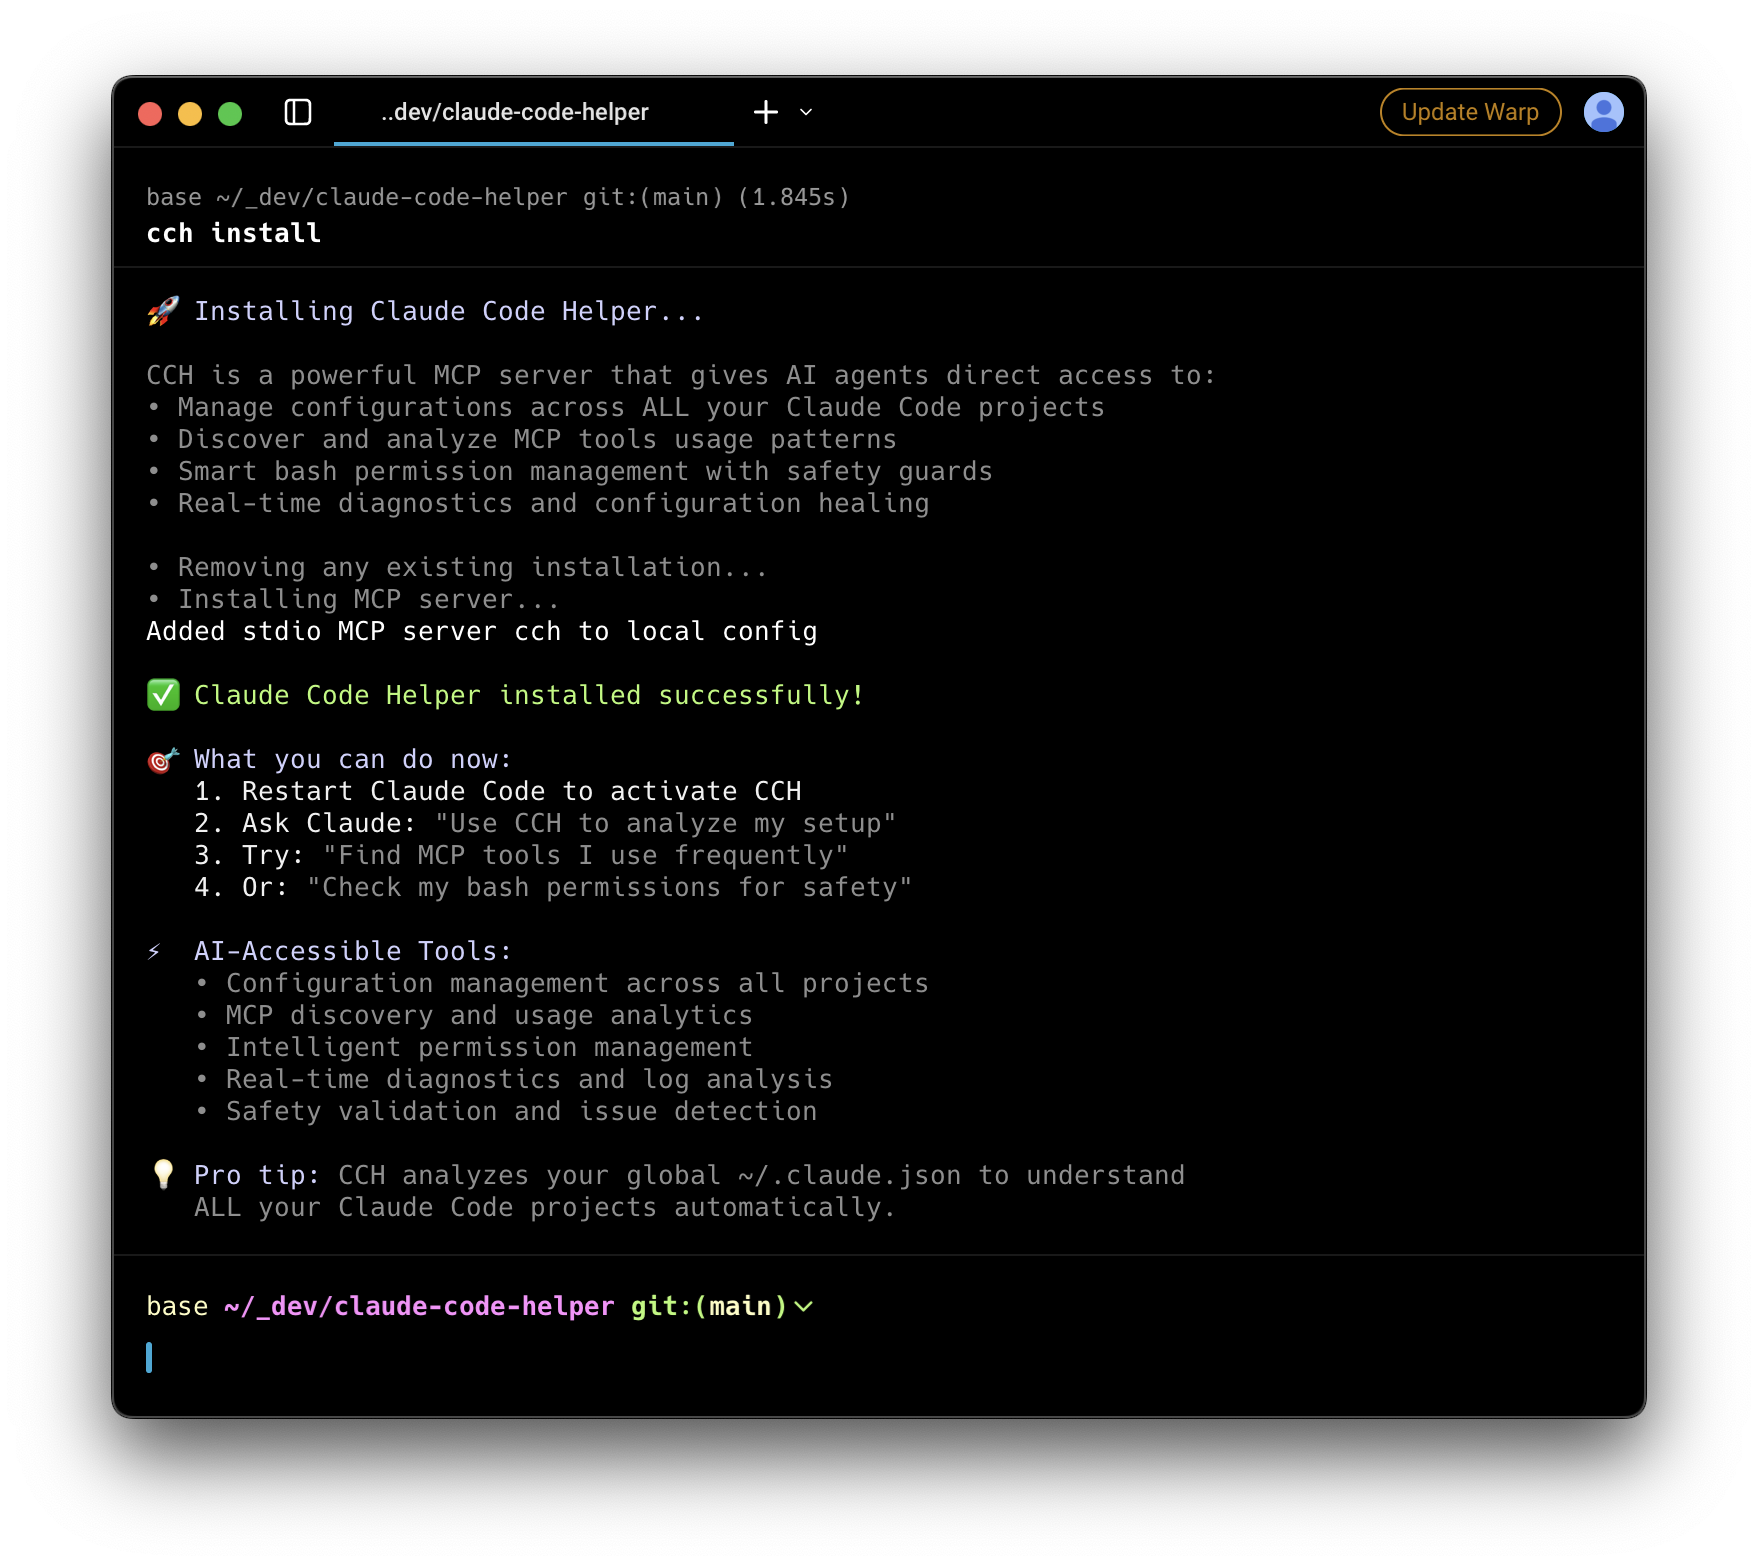 ..dev/claude-code-helper
Update Warp
base ~/_dev/claude-code-helper git:(main) (1.845s)
cch install
🚀 Installing Claude Code Helper...
CCH is a powerful MCP server that gives AI agents direct access to:
• Manage configurations across ALL your Claude Code projects
• Discover and analyze MCP tools usage patterns
• Smart bash permission management with safety guards
• Real-time diagnostics and configuration healing
• Removing any existing installation...
• Installing MCP server...
Added stdio MCP server cch to local config
✅ Claude Code Helper installed successfully!
🎯 What you can do now:
1. Restart Claude Code to activate CCH
2. Ask Claude: "Use CCH to analyze my setup"
3. Try: "Find MCP tools I use frequently"
4. Or: "Check my bash permissions for safety"
⚡ AI-Accessible Tools:
• Configuration management across all projects
• MCP discovery and usage analytics
• Intelligent permission management
• Real-time diagnostics and log analysis
• Safety validation and issue detection
💡 Pro tip: CCH analyzes your global ~/.claude.json to understand
ALL your Claude Code projects automatically.
base ~/_dev/claude-code-helper git:(main)